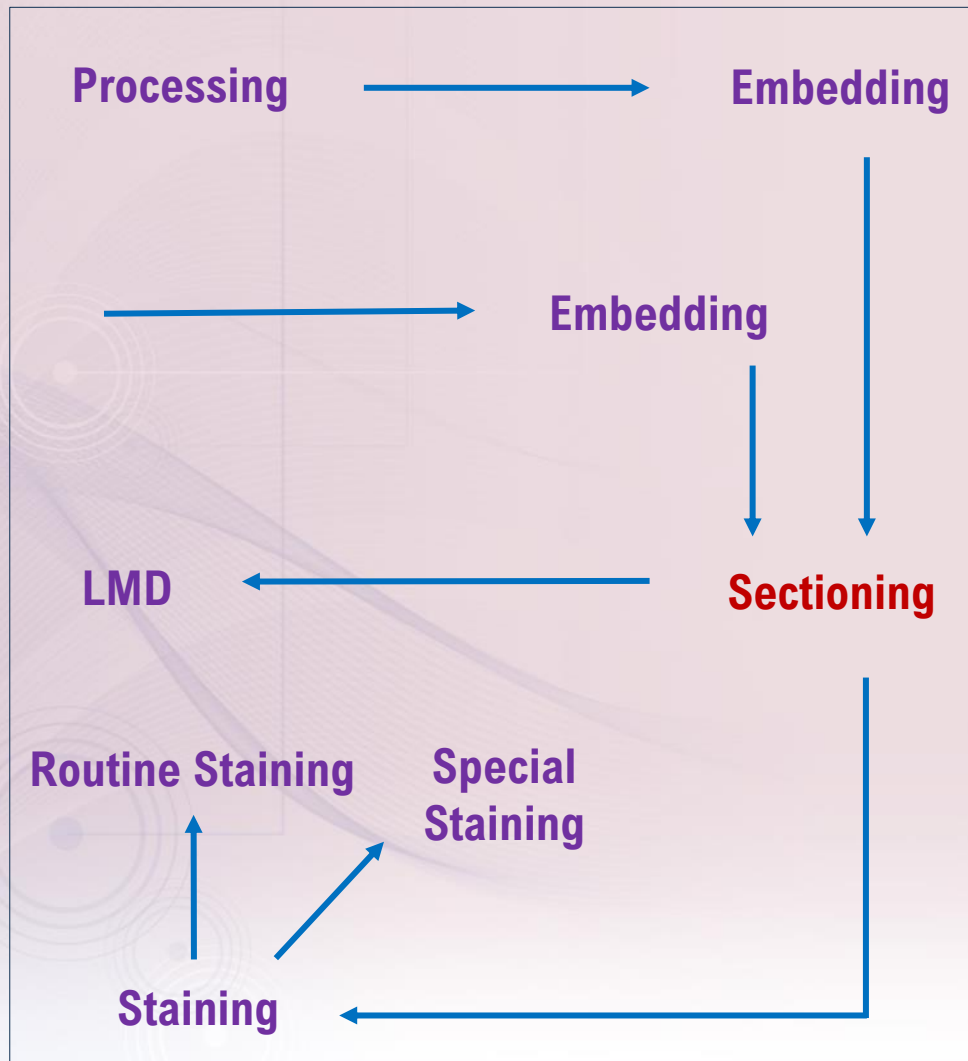 Processing
Embedding
Embedding
LMD
Sectioning
Routine Staining
Special
Staining
Staining